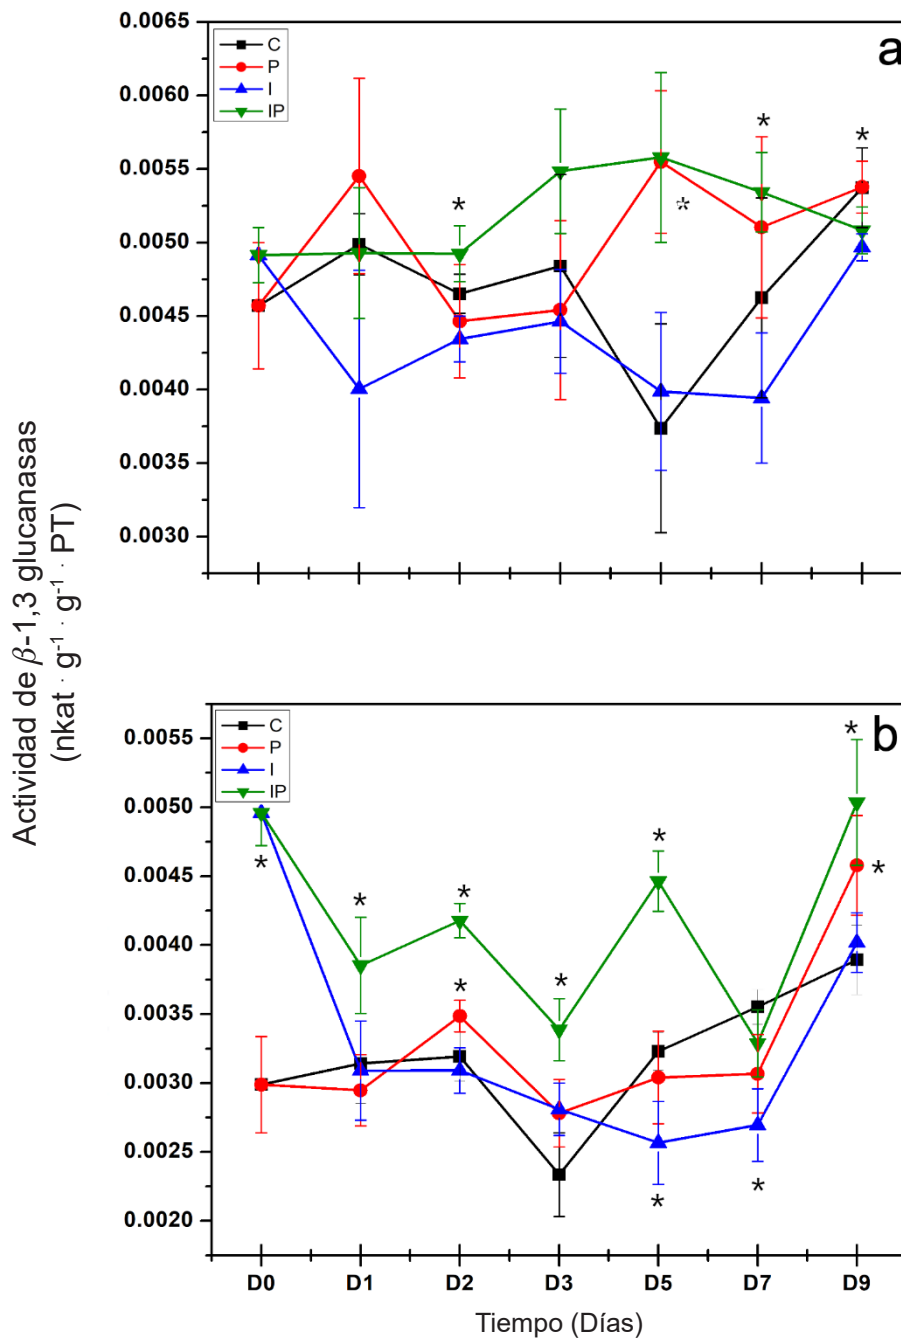 Actividad de β-1,3 glucanasas
(nkat · g⁻¹ · g⁻¹ · PT)
a
C
P
I
IP
0.0065
0.0060
0.0055
0.0050
0.0045
0.0040
0.0035
0.0030
*
*
*
*
b
C
P
I
IP
0.0055
0.0050
0.0045
0.0040
0.0035
0.0030
0.0025
0.0020
*
*
*
*
*
*
*
*
*
*
D0 D1 D2 D3 D5 D7 D9
Tiempo (Días)